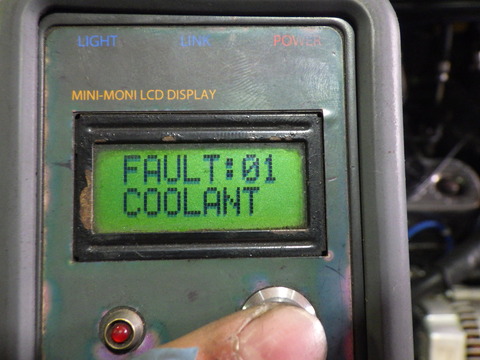 LIGHT LINK POWER
MINI-MONI LCD DISPLAY
FAULT:01
COOLANT